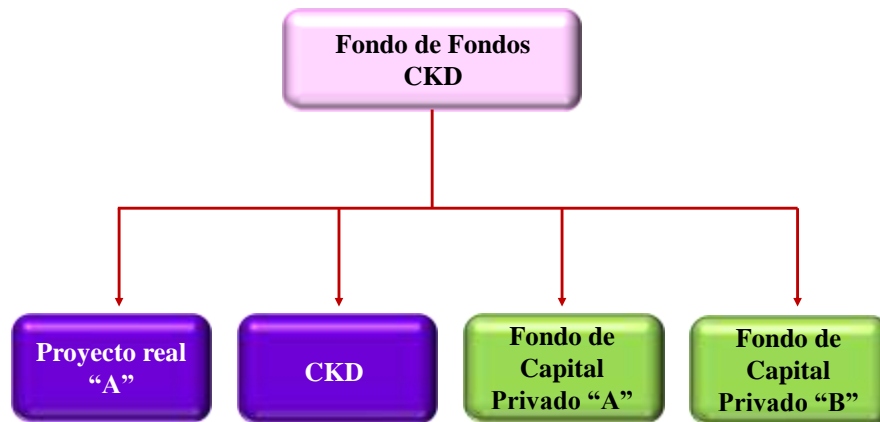 Fondo de Fondos
CKD
Proyecto real
“A”
CKD
Fondo de
Capital
Privado “A”
Fondo de
Capital
Privado “B”